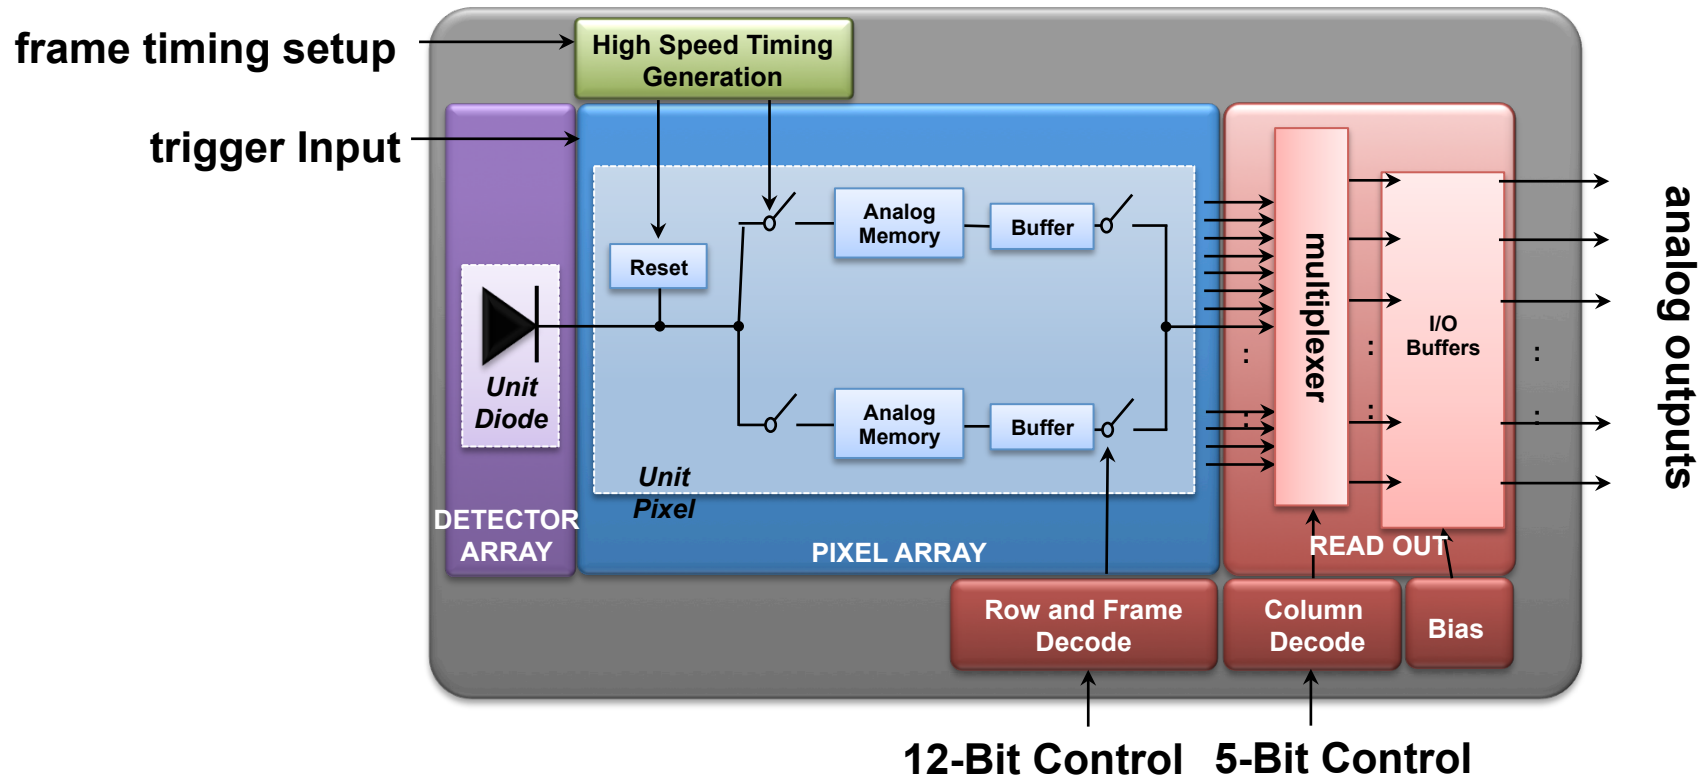 frame timing setup
High Speed Timing
Generation
trigger Input
Analog
Memory
Buffer
Reset
Unit
Diode
Analog
Memory
Buffer
Unit
Pixel
multiplexer
I/O
Buffers
analog outputs
DETECTOR
ARRAY
PIXEL ARRAY
READ OUT
Row and Frame
Decode
Column
Decode
Bias
12-Bit Control
5-Bit Control